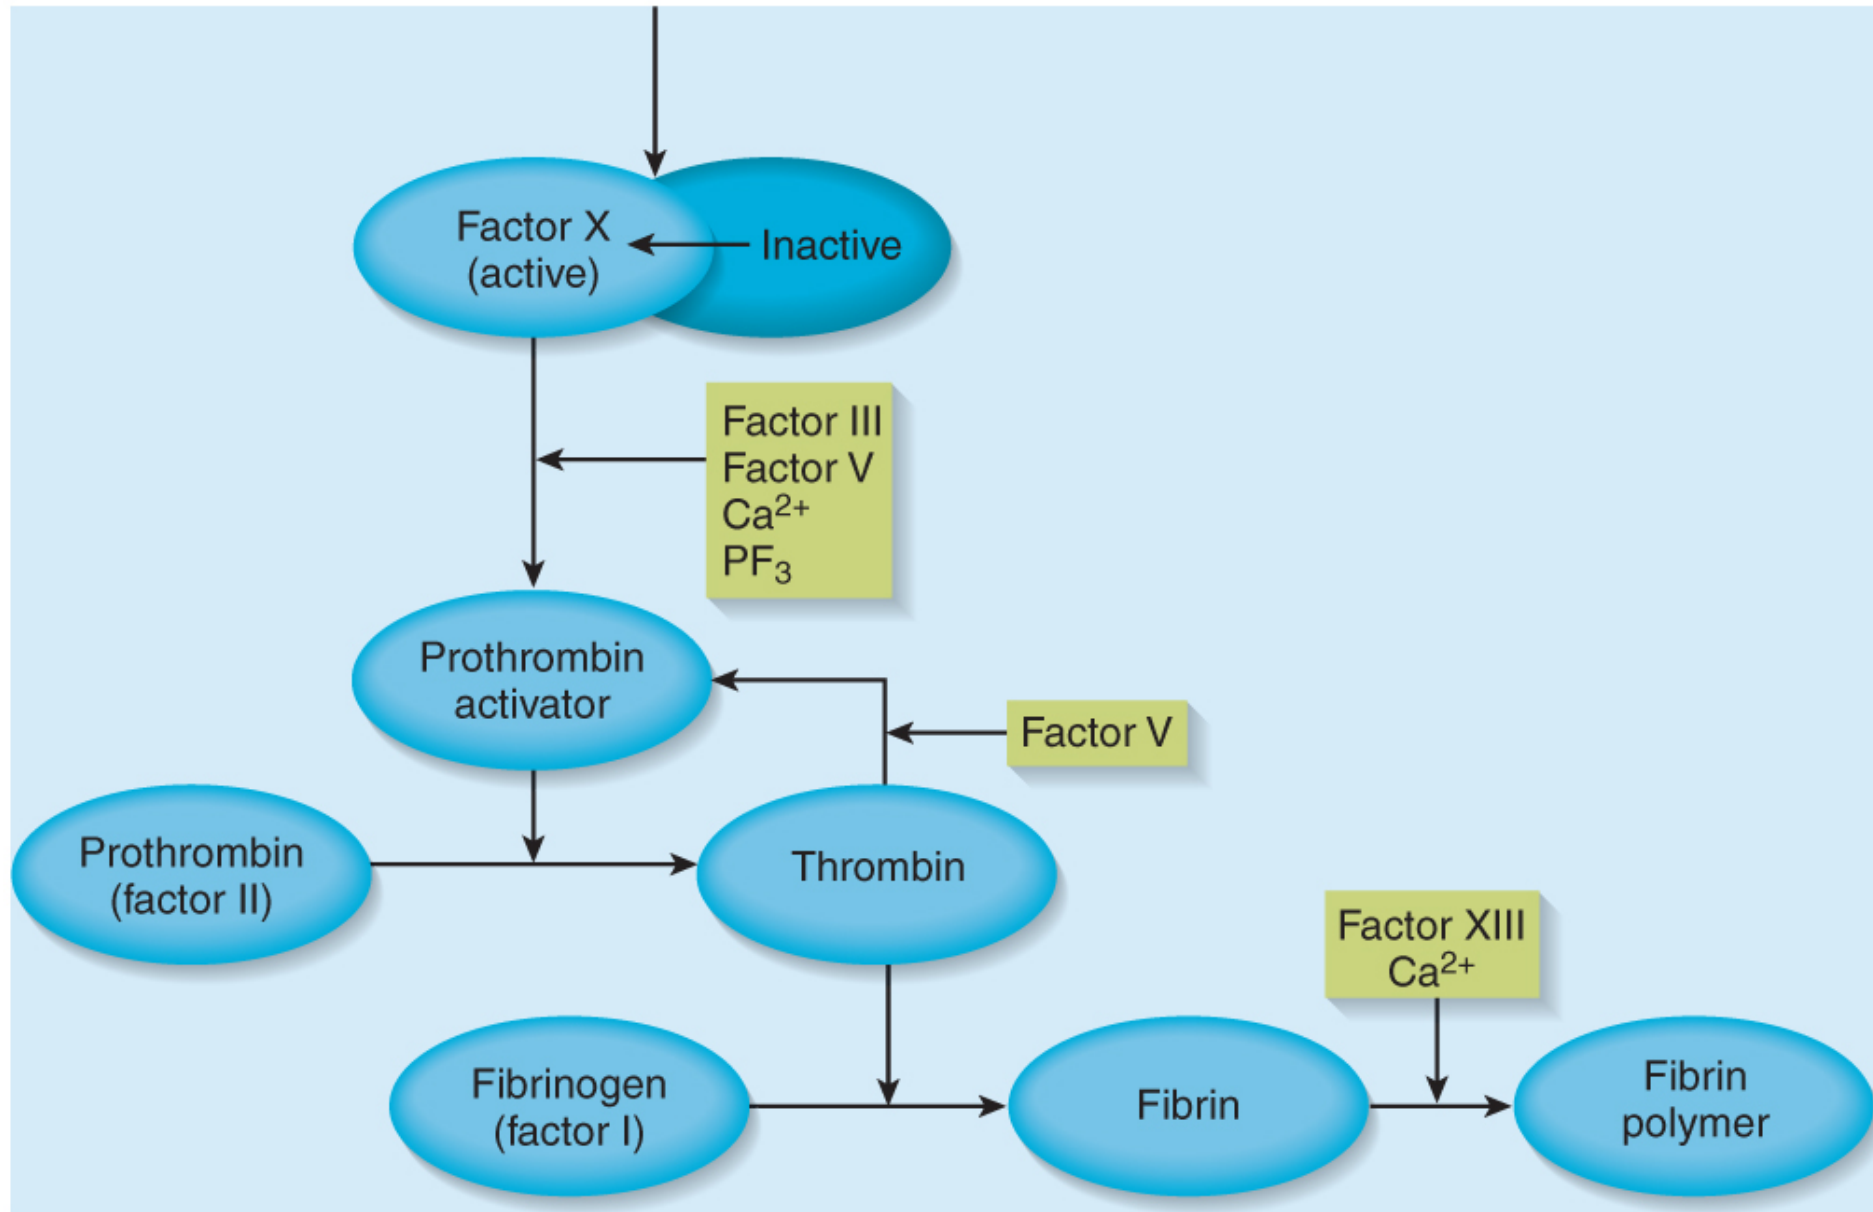 Factor X
(active)
Inactive
Factor III
Factor V
Ca²⁺
PF₃
Prothrombin
activator
Factor V
Prothrombin
(factor II)
Thrombin
Factor XIII
Ca²⁺
Fibrinogen
(factor I)
Fibrin
Fibrin
polymer